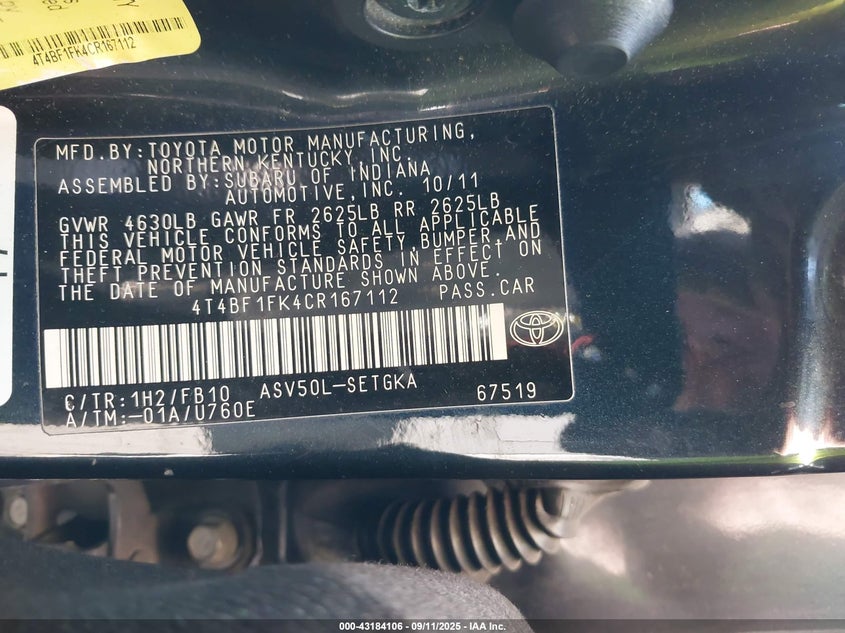 4T4BF1FK4CR167112
MFD.BY:TOYOTA MOTOR MANUFACTURING,
NORTHERN KENTUCKY,INC.
ASSEMBLED BY:SUBARU OF INDIANA
AUTOMOTIVE,INC. 10/11
GVWR 4630LB GAWR FR 2625LB RR 2625LB
THIS VEHICLE CONFORMS TO ALL APPLICABLE
FEDERAL MOTOR VEHICLE SAFETY,BUMPER,AND
THEFT PREVENTION STANDARDS IN EFFECT ON
THE DATE OF MANUFACTURE SHOWN ABOVE.
4T4BF1FK4CR167112 PASS.CAR
C/TR:1H2/FB10 ASV50L-SETGKA 67519
A/TM:-01A/U760E
000-43184106 - 09/11/2025 - IAA Inc.